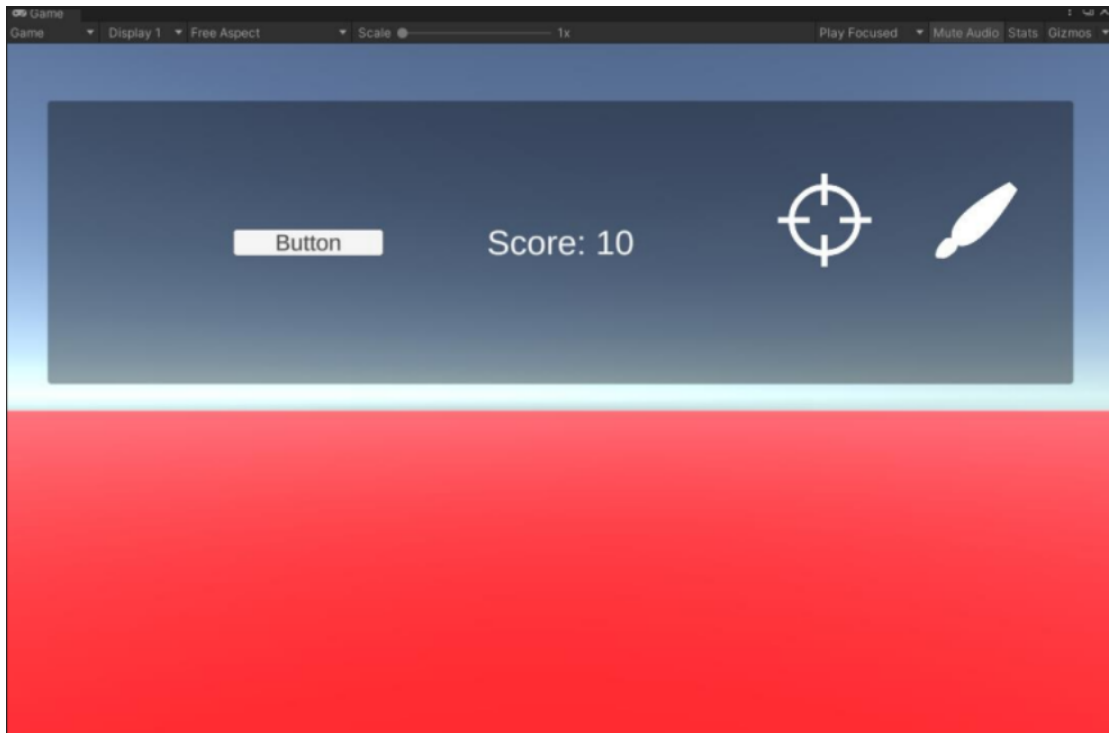 Game
Game Display 1 Free Aspect Scale 1x Play Focused Mute Audio Stats Gizmos
Button Score: 10